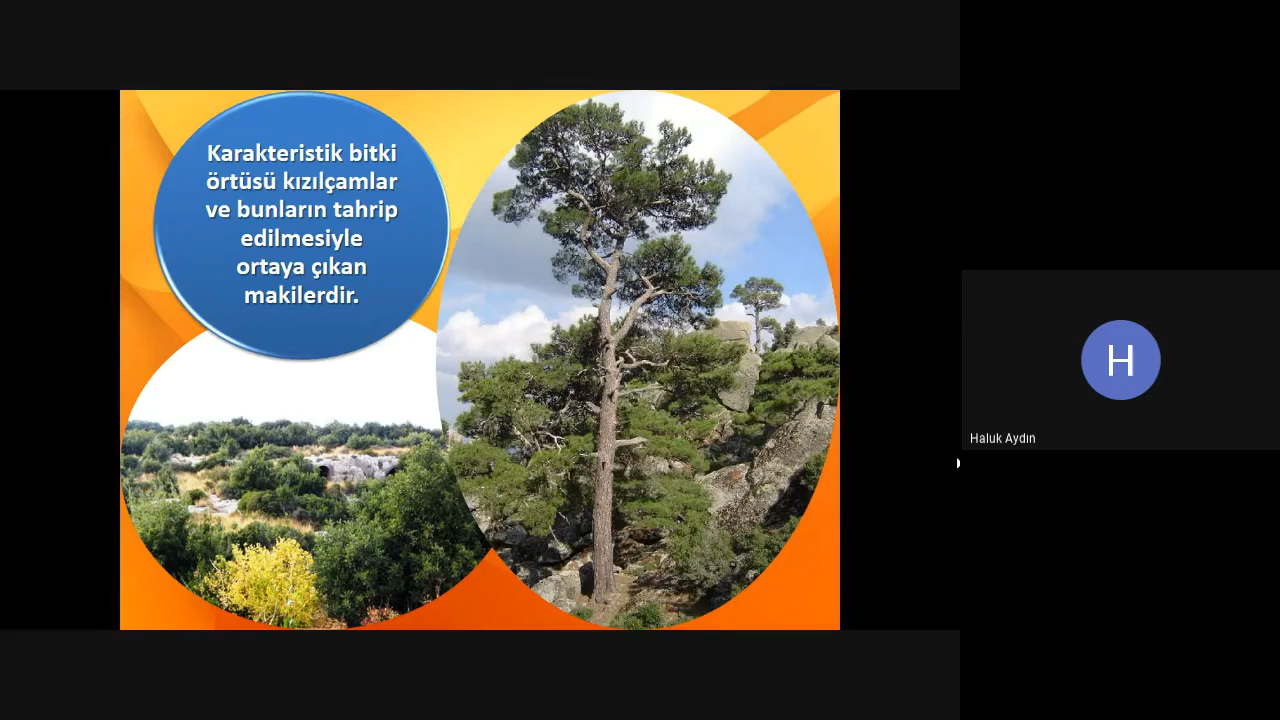 Karakteristik bitki
örtüsü kızılçamlar
ve bunların tahrip
edilmesiyle
ortaya çıkan
makilerdir.
H
Haluk Aydın